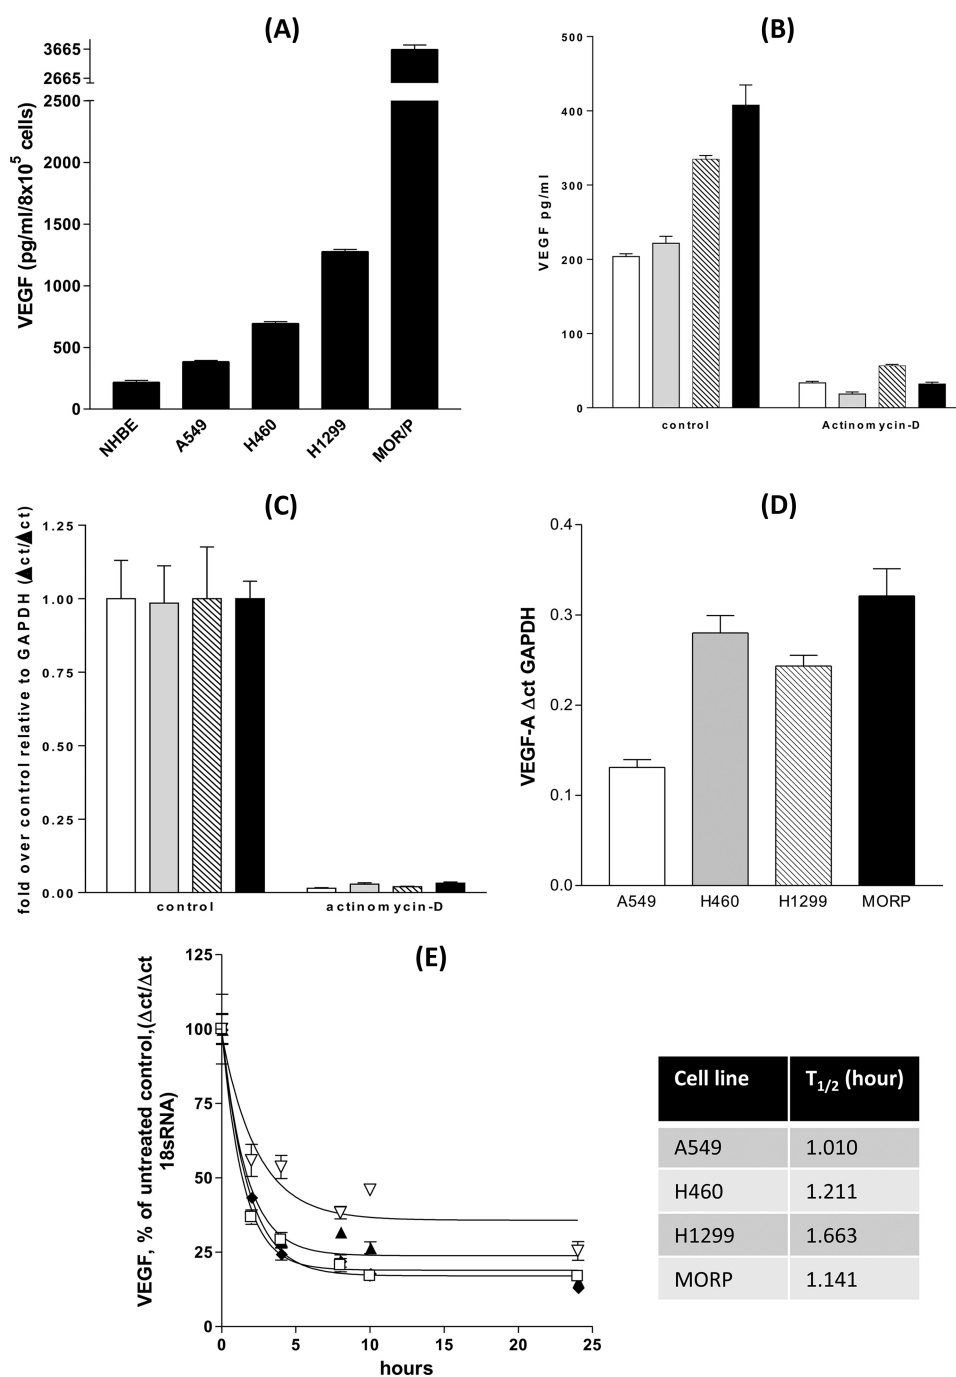 (A)
VEGF (pg/ml/8x10⁵ cells)
3665
2665
2500
2000
1500
1000
500
0
NHBE
A549
H460
H1299
MOR/P
(B)
VEGF pg/ml
500
400
300
200
100
0
control
Actinomycin-D
(C)
fold over control relative to GAPDH (▲ct/▲ct)
1.25
1.00
0.75
0.50
0.25
0.00
control
actinomycin-D
(D)
VEGF-A Δct GAPDH
0.4
0.3
0.2
0.1
0.0
A549
H460
H1299
MORP
(E)
VEGF, % of untreated control,(Δct/Δct
18sRNA)
125
100
75
50
25
0
0 5 10 15 20 25
hours
Cell line T₁/₂ (hour)
A549 1.010
H460 1.211
H1299 1.663
MORP 1.141